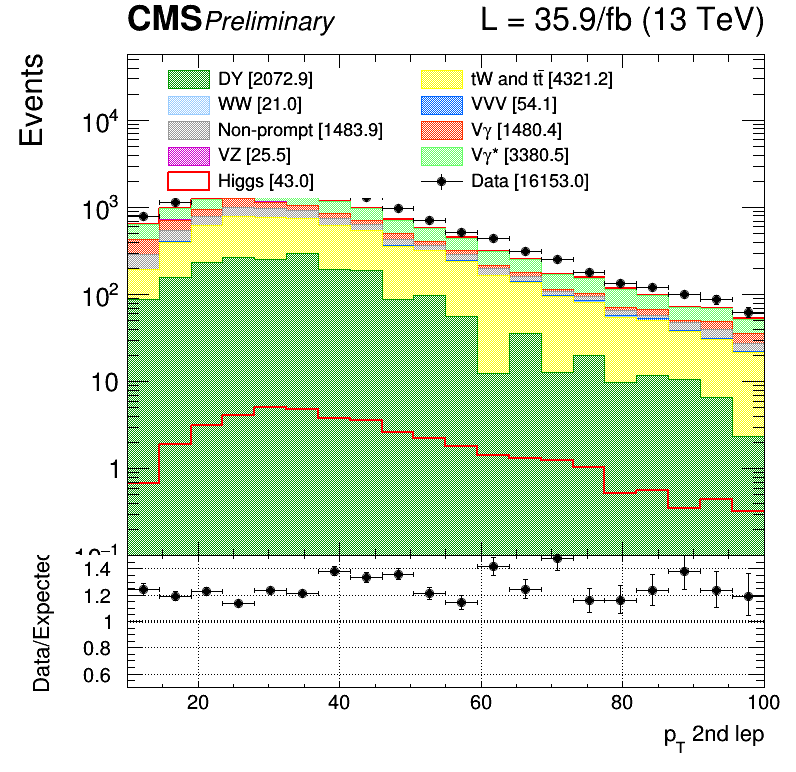 CMS Preliminary L = 35.9/fb (13 TeV)
Events
DY [2072.9] tW and tt̄ [4321.2]
WW [21.0] VVV [54.1]
Non-prompt [1483.9] Vγ [1480.4]
VZ [25.5] Vγ* [3380.5]
Higgs [43.0] Data [16153.0]
10⁴
10³
10²
10
1
10⁻¹
Data/Expected
1.4
1.2
1
0.8
0.6
20 40 60 80 100
p_T 2nd lep